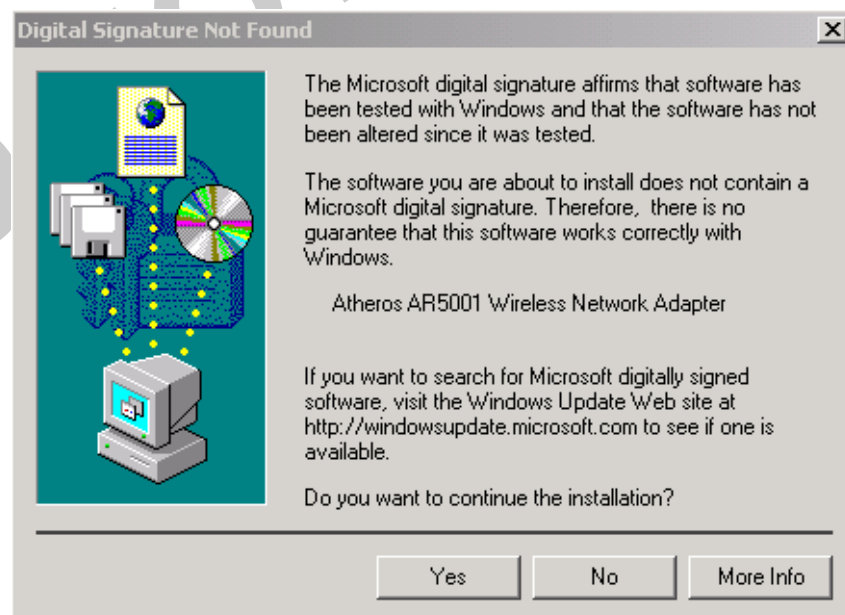 Digital Signature Not Found
The Microsoft digital signature affirms that software has
been tested with Windows and that the software has not
been altered since it was tested.
The software you are about to install does not contain a
Microsoft digital signature. Therefore,  there is no
guarantee that this software works correctly with
Windows.
Atheros AR5001 Wireless Network Adapter
If you want to search for Microsoft digitally signed
software, visit the Windows Update Web site at
http://windowsupdate.microsoft.com to see if one is
available.
Do you want to continue the installation?
Yes
No
More Info